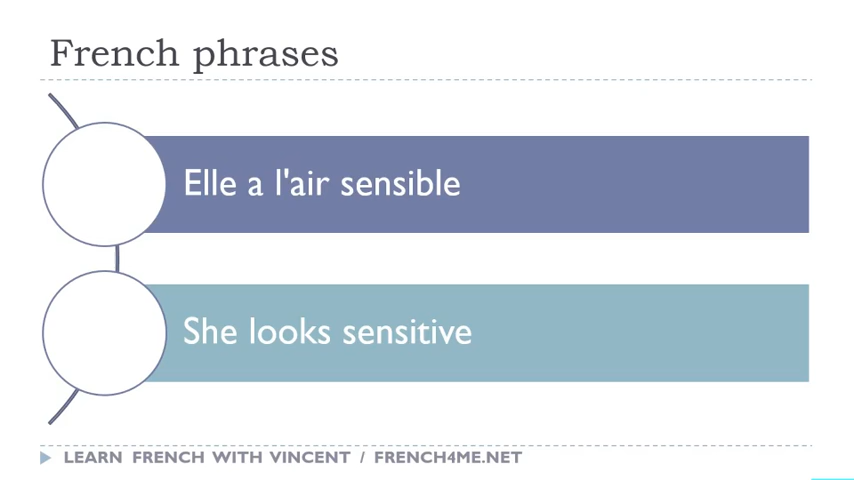 French phrases
Elle a l'air sensible
She looks sensitive
LEARN FRENCH WITH VINCENT / FRENCH4ME.NET